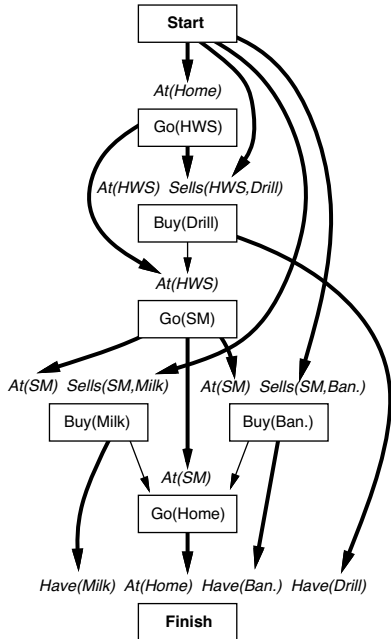 Start
At(Home)
Go(HWS)
At(HWS) Sells(HWS,Drill)
Buy(Drill)
At(HWS)
Go(SM)
At(SM) Sells(SM,Milk) At(SM) Sells(SM,Ban.)
Buy(Milk) Buy(Ban.)
At(SM)
Go(Home)
Have(Milk) At(Home) Have(Ban.) Have(Drill)
Finish